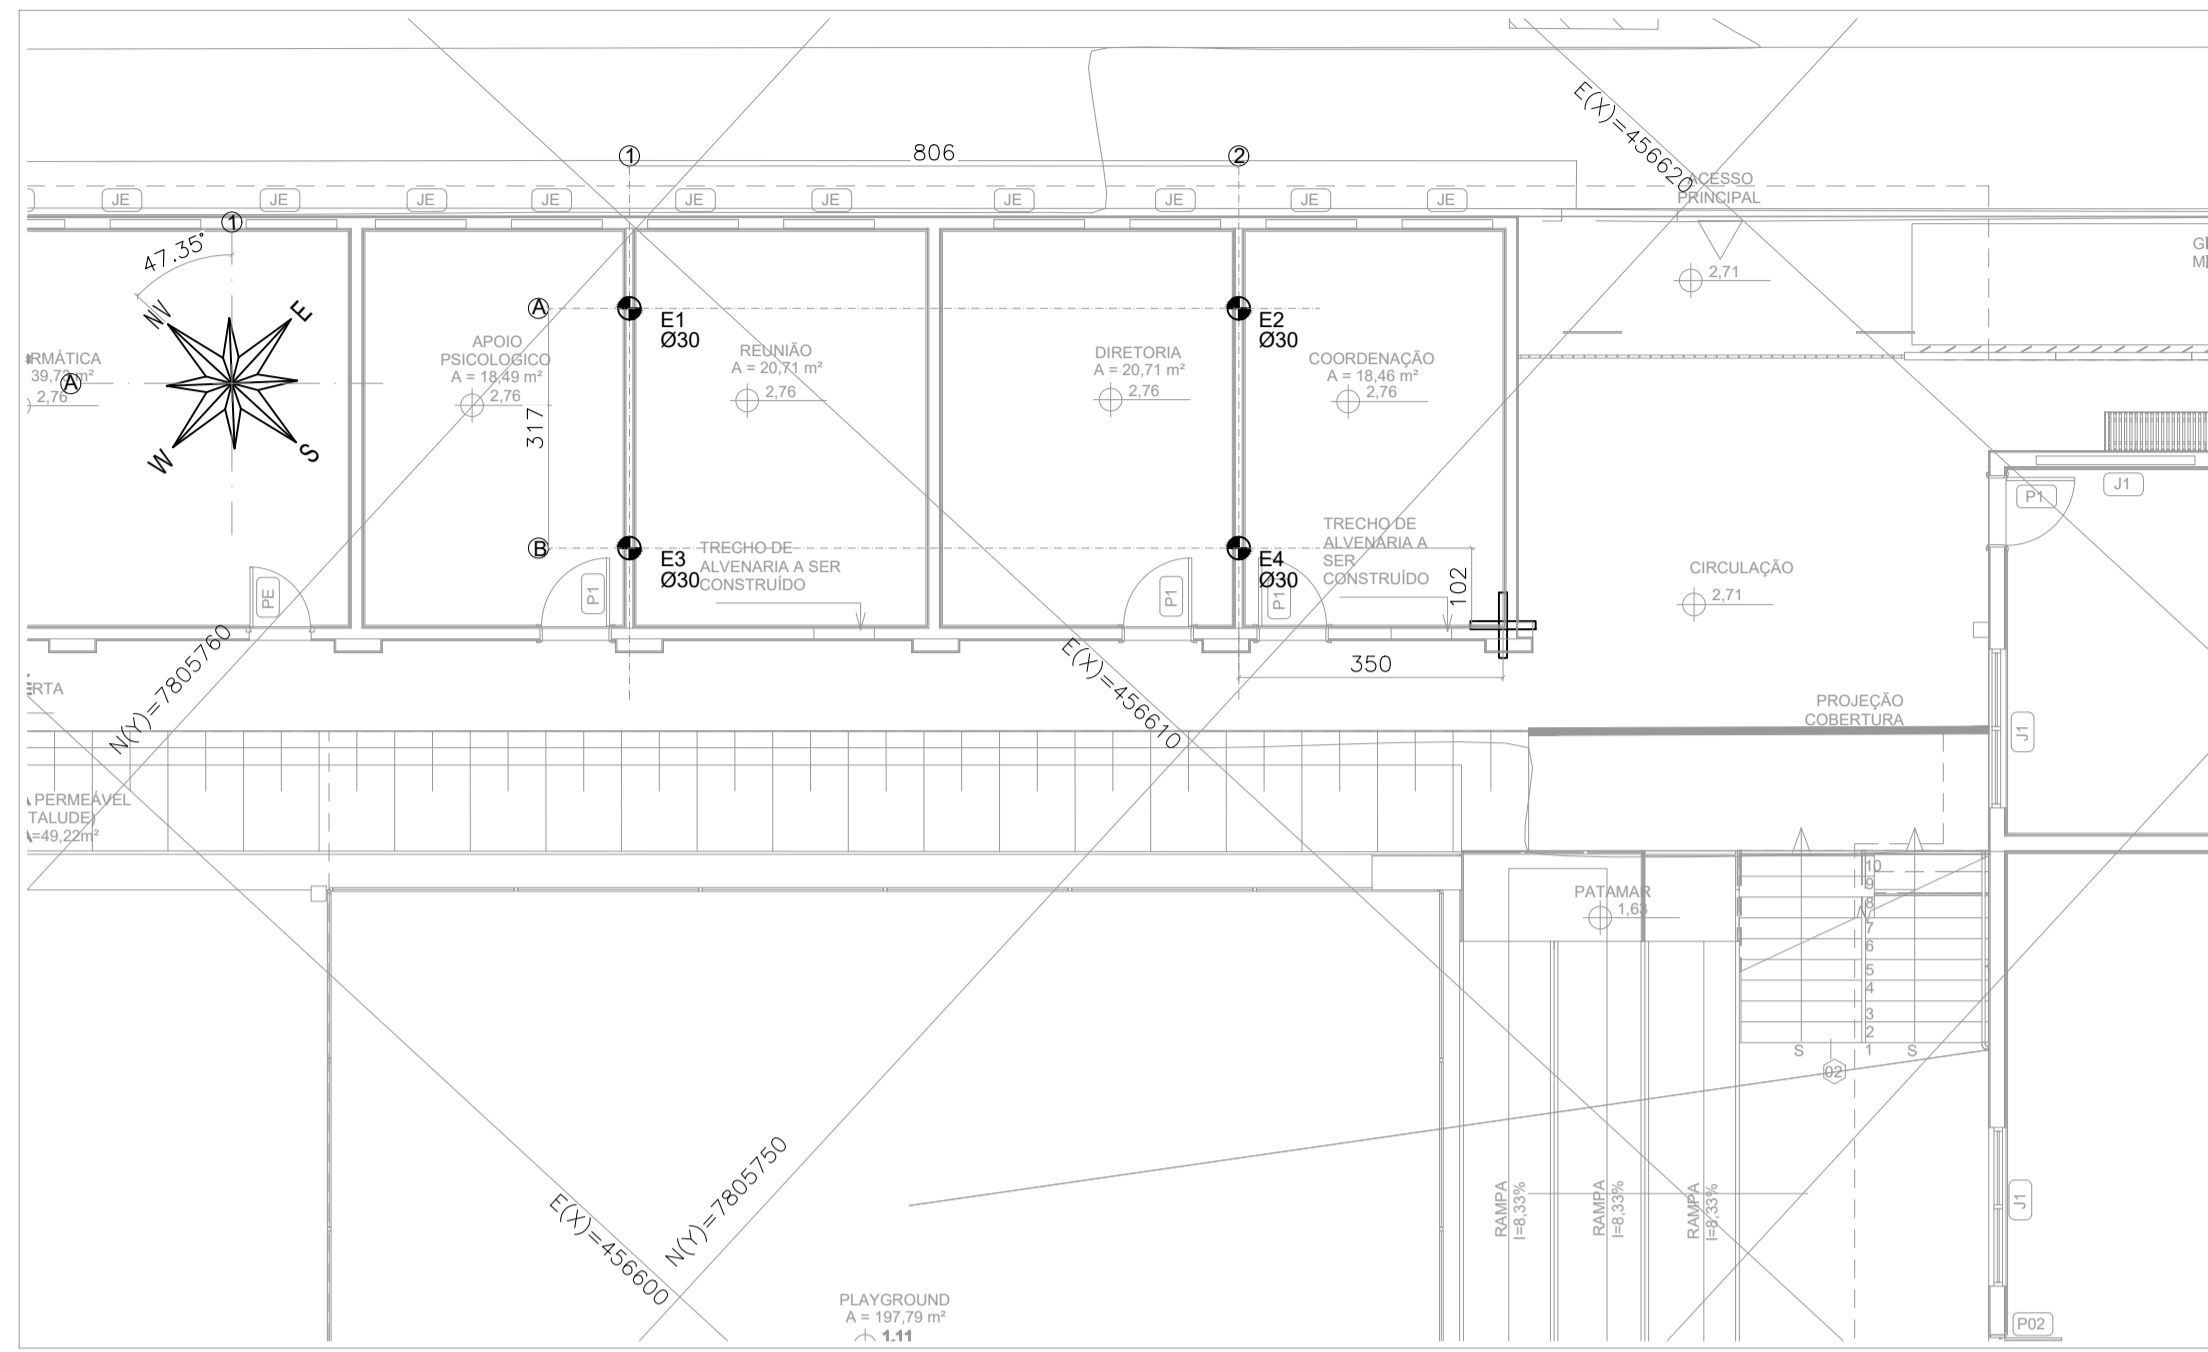 E(X)=456620
1
806
2
JE
JE
JE
JE
JE
JE
JE
JE
JE
JE
ACESSO
PRINCIPAL
1
47.35°
E
2,71
A
E1
Ø30
E2
Ø30
RMÁTICA
39,73 m²
A
2,76
APOIO
PSICOLOGICO
A = 18,49 m²
2,76
REUNIÃO
A = 20,71 m²
2,76
DIRETORIA
A = 20,71 m²
2,76
COORDENAÇÃO
A = 18,46 m²
2,76
317
W
S
P1
J1
B
E3
Ø30
TRECHO DE
ALVENARIA A SER
CONSTRUÍDO
E4
Ø30
TRECHO DE
ALVENARIA A
SER
CONSTRUÍDO
102
PE
P1
P1
P1
CIRCULAÇÃO
2,71
350
N(Y)=7805760
E(X)=456610
ERTA
PROJEÇÃO
COBERTURA
J1
PERMEÁVEL
TALUDE)
A=49,22m²
PATAMAR
1,63
10
9
8
7
6
5
4
3
2
1
S
S
02
N(Y)=7805750
E(X)=456600
RAMPA
I=8,33%
RAMPA
I=8,33%
RAMPA
I=8,33%
J1
PLAYGROUND
A = 197,79 m²
1.11
P02